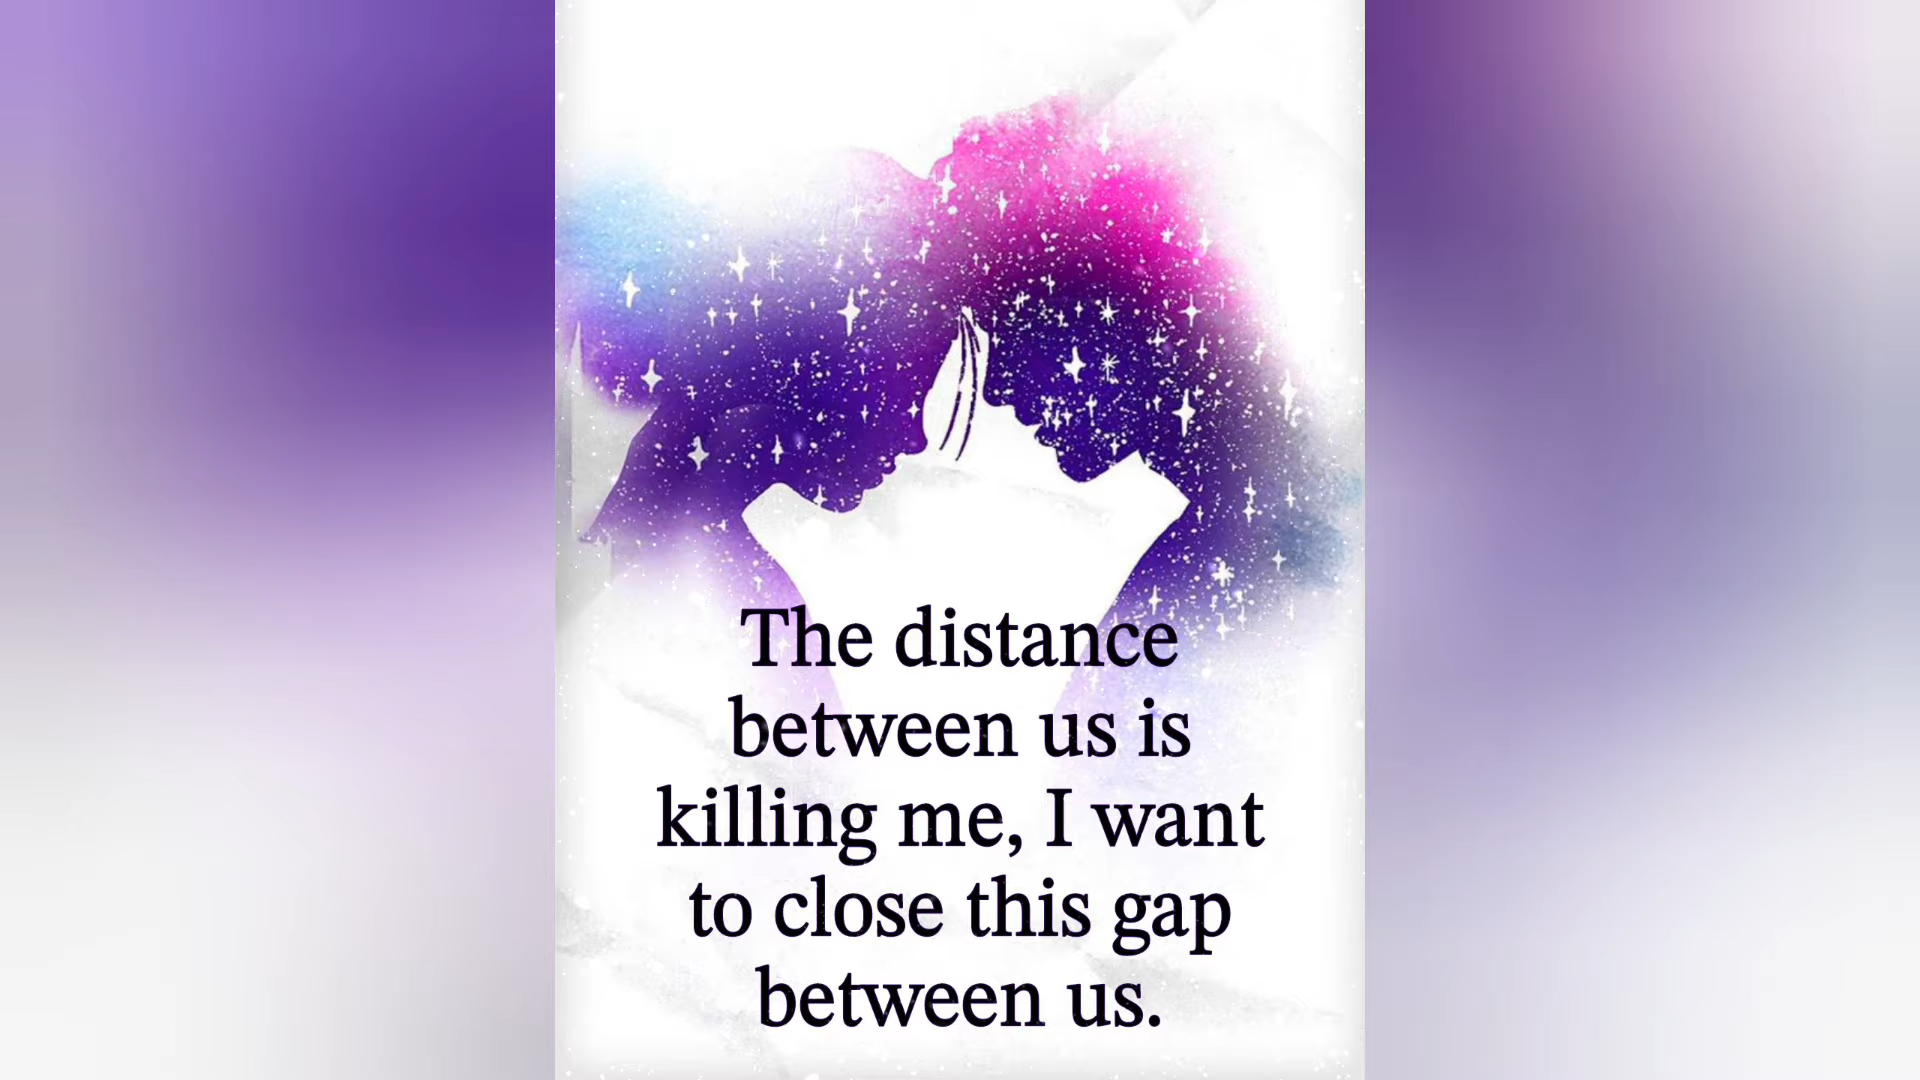 The distance
between us is
killing me, I want
to close this gap
between us.